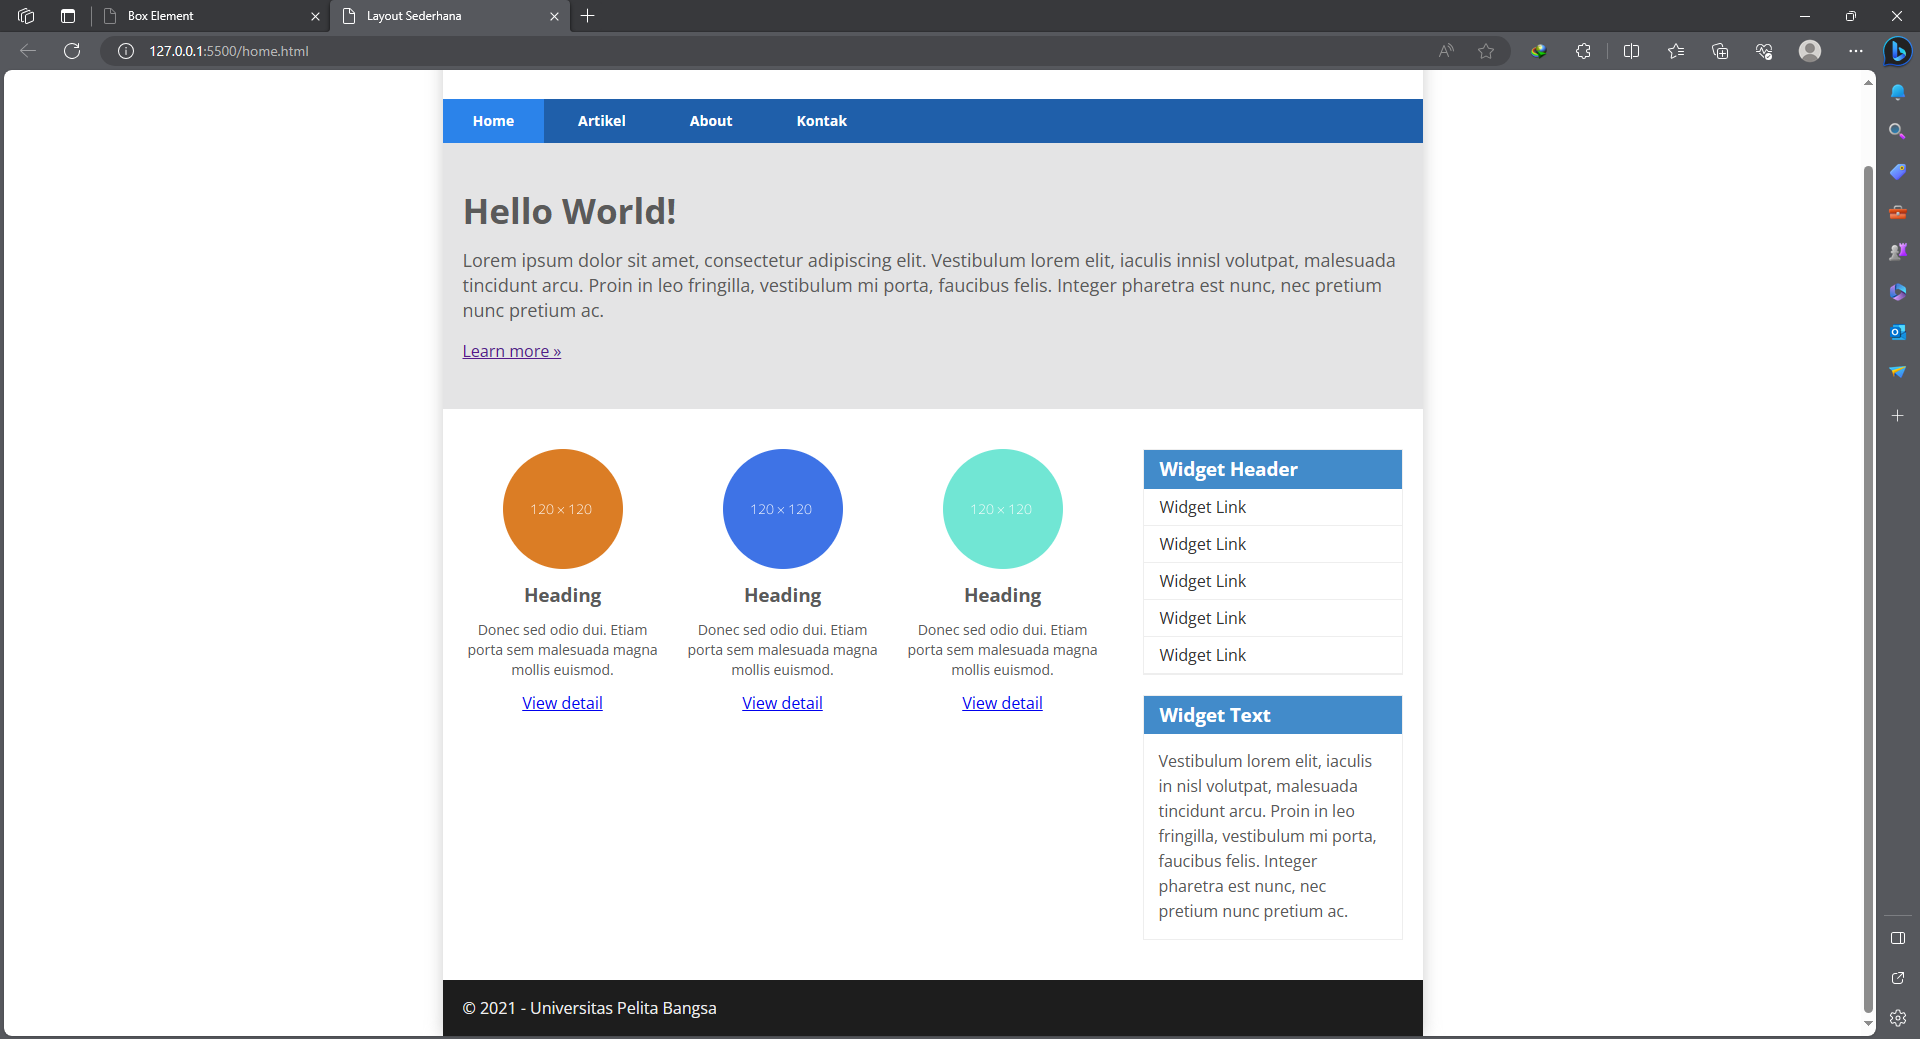 Box Element
Layout Sederhana
127.0.0.1:5500/home.html
Home
Artikel
About
Kontak
Hello World!
Lorem ipsum dolor sit amet, consectetur adipiscing elit. Vestibulum lorem elit, iaculis innisl volutpat, malesuada
tincidunt arcu. Proin in leo fringilla, vestibulum mi porta, faucibus felis. Integer pharetra est nunc, nec pretium
nunc pretium ac.
Learn more »
120 × 120
Heading
Donec sed odio dui. Etiam
porta sem malesuada magna
mollis euismod.
View detail
120 × 120
Heading
Donec sed odio dui. Etiam
porta sem malesuada magna
mollis euismod.
View detail
120 × 120
Heading
Donec sed odio dui. Etiam
porta sem malesuada magna
mollis euismod.
View detail
Widget Header
Widget Link
Widget Link
Widget Link
Widget Link
Widget Link
Widget Text
Vestibulum lorem elit, iaculis
in nisl volutpat, malesuada
tincidunt arcu. Proin in leo
fringilla, vestibulum mi porta,
faucibus felis. Integer
pharetra est nunc, nec
pretium nunc pretium ac.
© 2021 - Universitas Pelita Bangsa